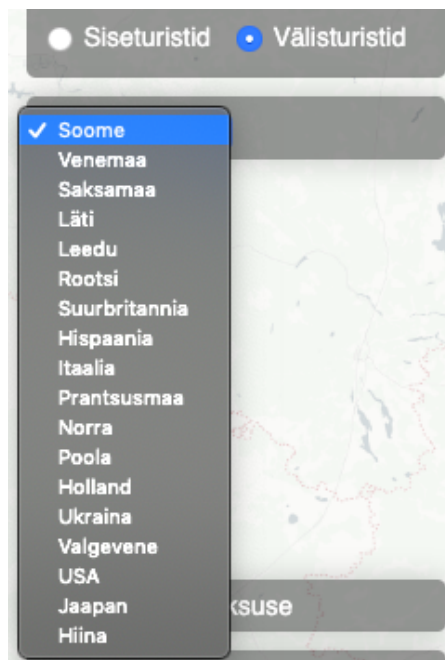 Siseturistid Välisturistid
Soome
Venemaa
Saksamaa
Läti
Leedu
Rootsi
Suurbritannia
Hispaania
Itaalia
Prantsusmaa
Norra
Poola
Holland
Ukraina
Valgevene
USA
Jaapan
Hiina